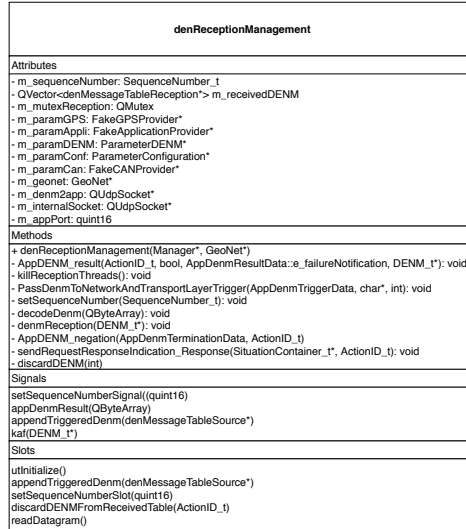 denReceptionManagement
Attributes
- m_sequenceNumber: SequenceNumber_t
- QVector<denMessageTableReception*> m_receivedDENM
- m_mutexReception: QMutex
- m_paramGPS: FakeGPSProvider*
- m_paramAppli: FakeApplicationProvider*
- m_paramDENM: ParameterDENM*
- m_paramConf: ParameterConfiguration*
- m_paramCan: FakeCANProvider*
- m_geonet: GeoNet*
- m_denm2app: QUdpSocket*
- m_internalSocket: QUdpSocket*
- m_appPort: quint16
Methods
+ denReceptionManagement(Manager*, GeoNet*)
- AppDENM_result(ActionID_t, bool, AppDenmResultData::e_failureNotification, DENM_t*): void
- killReceptionThreads(): void
- PassDenmToNetworkAndTransportLayerTrigger(AppDenmTriggerData, char*, int): void
- setSequenceNumber(SequenceNumber_t): void
- decodeDenm(QByteArray): void
- denmReception(DENM_t*): void
- AppDENM_negation(AppDenmTerminationData, ActionID_t)
- sendRequestResponseIndication_Response(SituationContainer_t*, ActionID_t): void
- discardDENM(int)
Signals
setSequenceNumberSignal((quint16)
appDenmResult(QByteArray)
appendTriggeredDenm(denMessageTableSource*)
kaf(DENM_t*)
Slots
utInitialize()
appendTriggeredDenm(denMessageTableSource*)
setSequenceNumberSlot(quint16)
discardDENMFromReceivedTable(ActionID_t)
readDatagram()